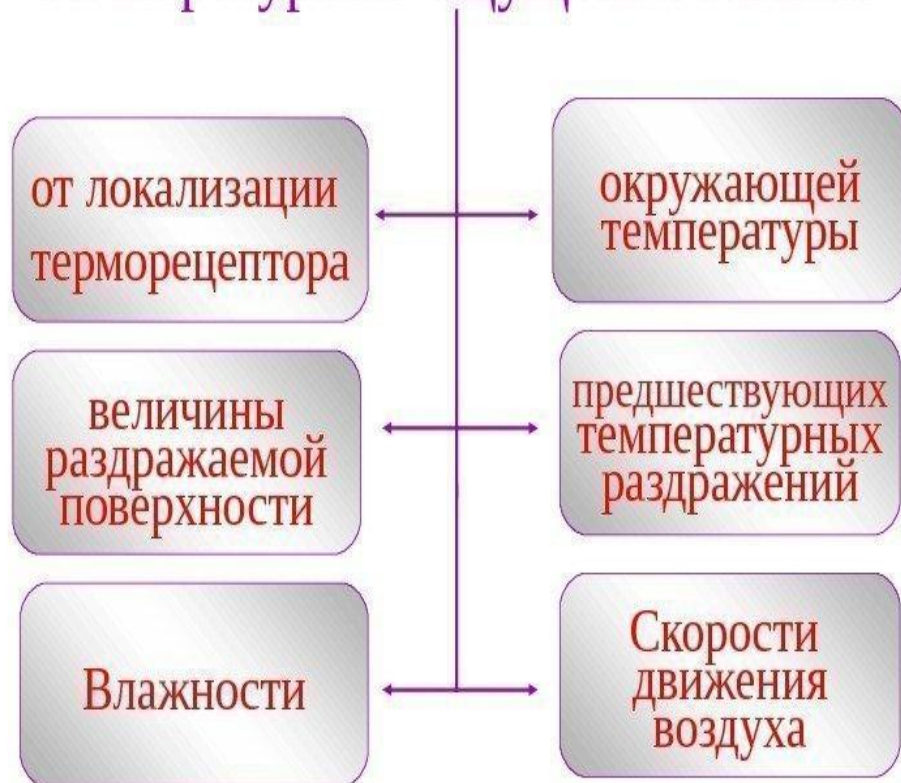 от локализации
терморецептора
окружающей
температуры
величины
раздражаемой
поверхности
предшествующих
температурных
раздражений
Влажности
Скорости
движения
воздуха